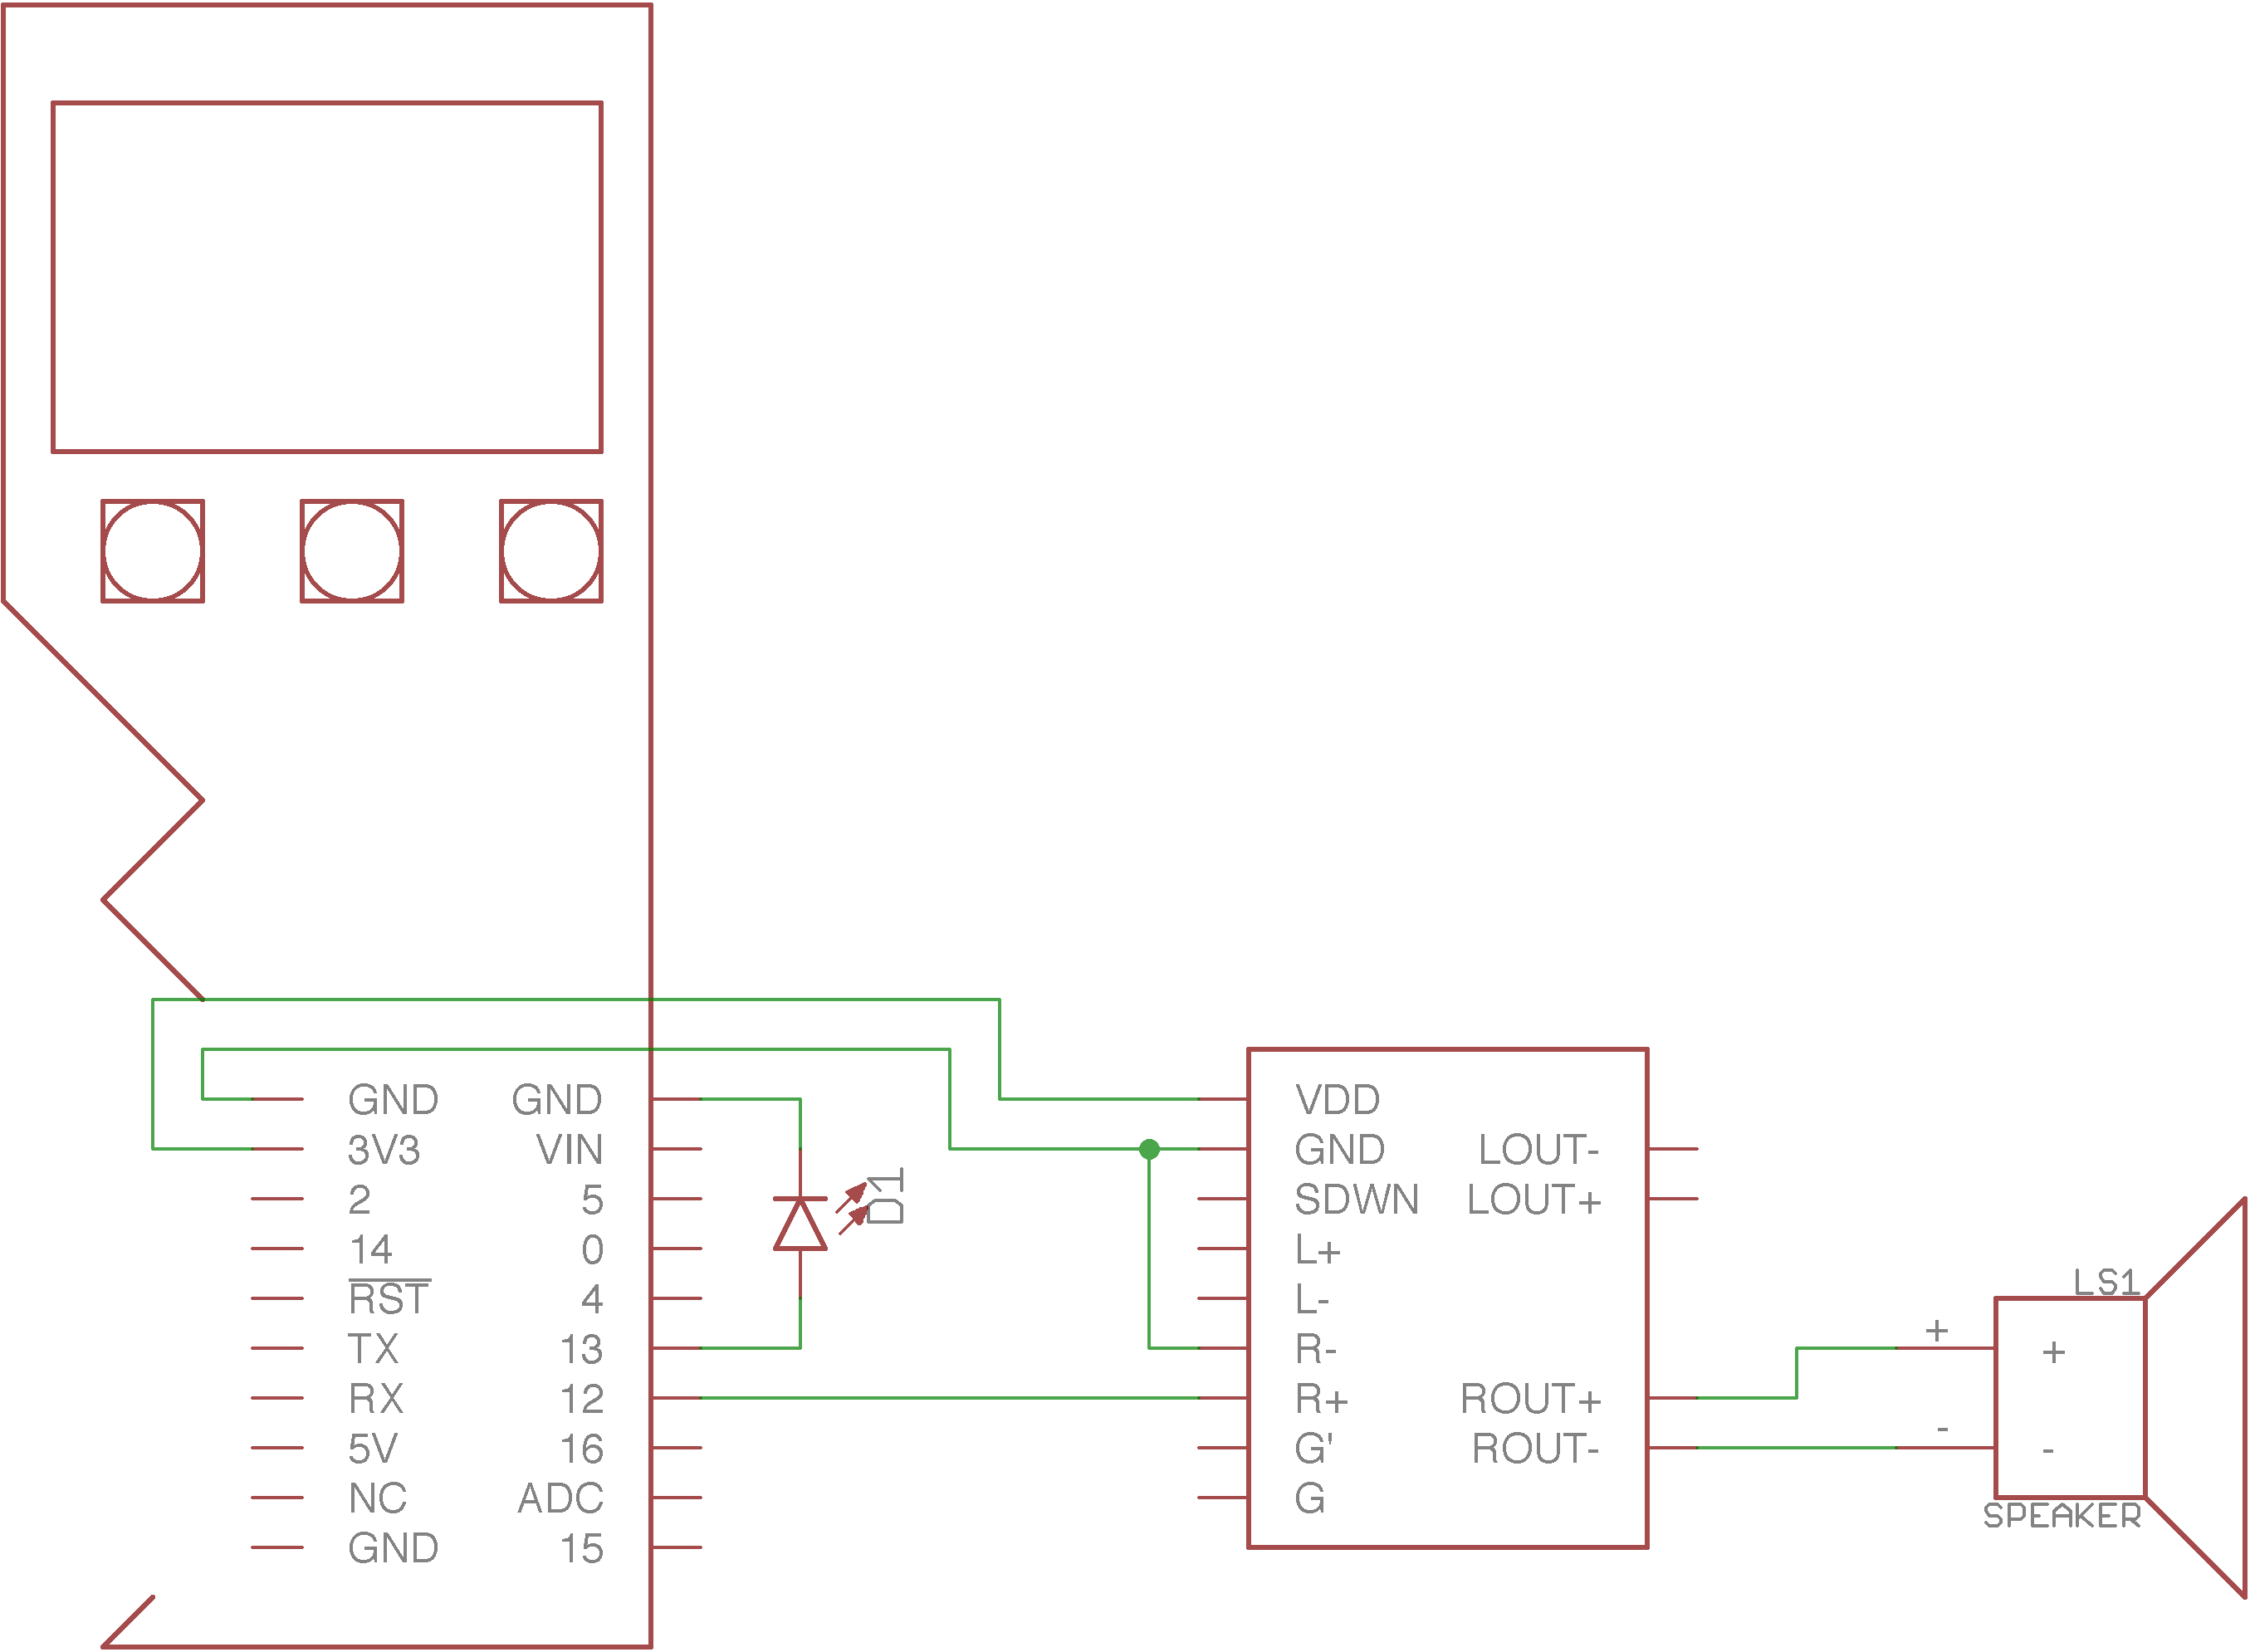 GND GND
3V3 VIN
2 5
14 0
RST 4
TX 13
RX 12
5V 16
NC ADC
GND 15
D1
VDD
GND LOUT-
SDWN LOUT+
L+
L-
R-
R+ ROUT+
G' ROUT-
G
LS1
+ +
- -
SPEAKER